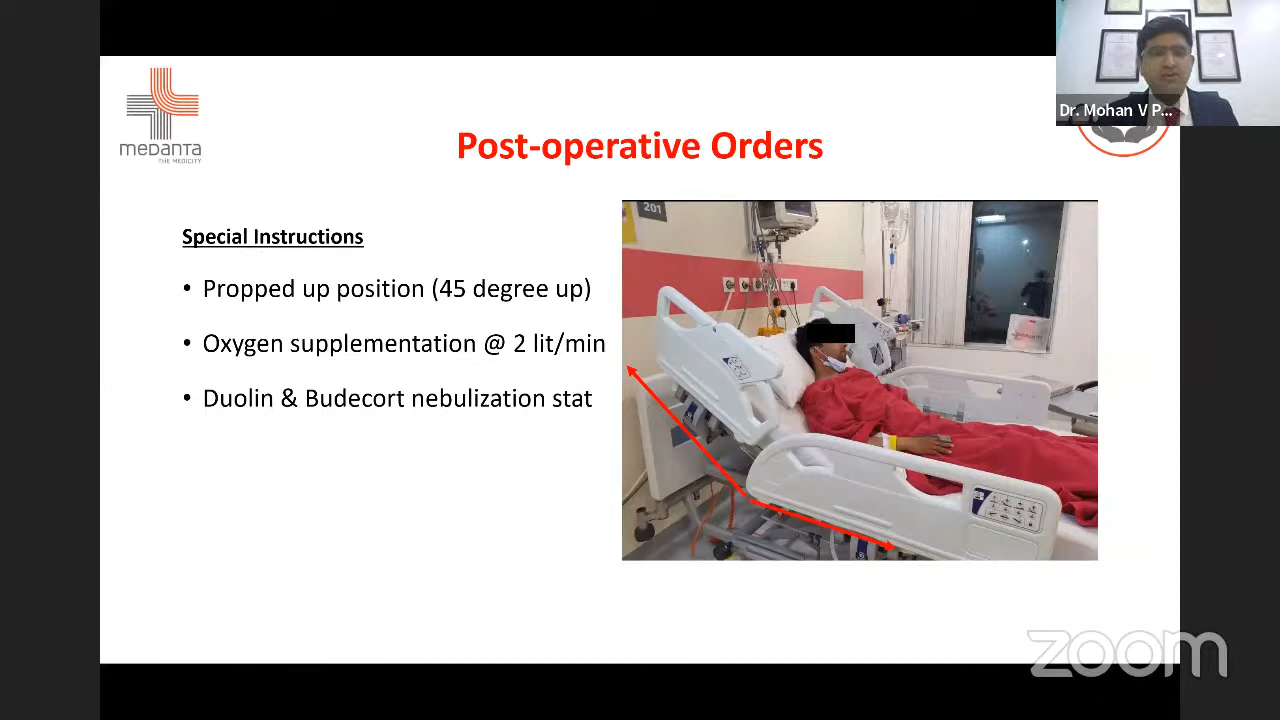 Dr. Mohan V P...
medanta
THE MEDICITY
Post-operative Orders
Special Instructions
• Propped up position (45 degree up)
• Oxygen supplementation @ 2 lit/min
• Duolin & Budecort nebulization stat
201
zoom